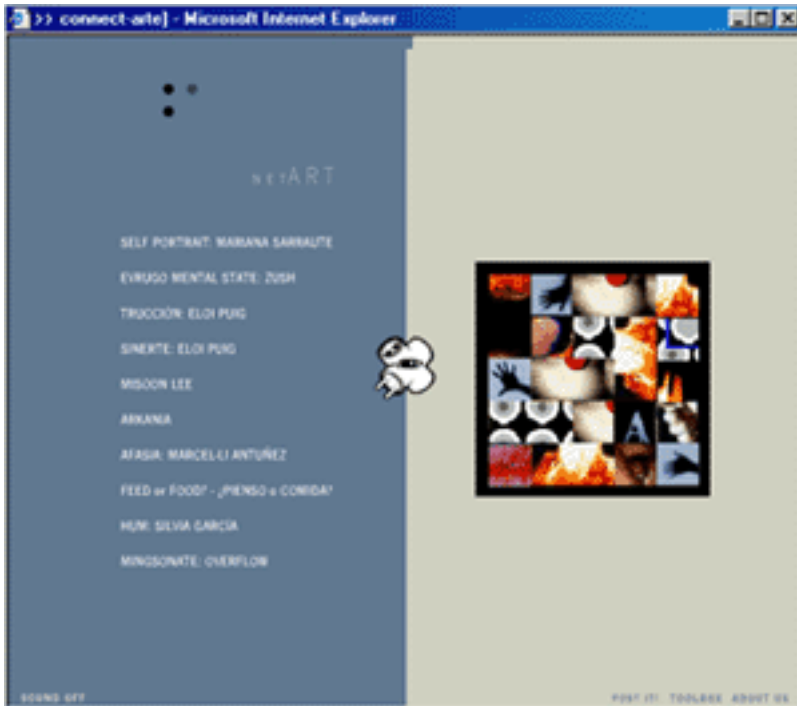 >> connect-arte] - Microsoft Internet Explorer
NETART
SELF PORTRAIT: MARIANA SARRAUTE
EVRUGO MENTAL STATE: ZUSH
TRUCCIÓN: ELOI PUIG
SINERTE: ELOI PUIG
MISOON LEE
ARKANIA
AFASIA: MARCEL·LI ANTUÑEZ
FEED or FOOD? - ¿PIENSO o COMIDA?
HUM: SILVIA GARCÍA
MINGSONATE: OVERFLOW
A
SOUND OFF
POST IT! TOOLBOX ABOUT US